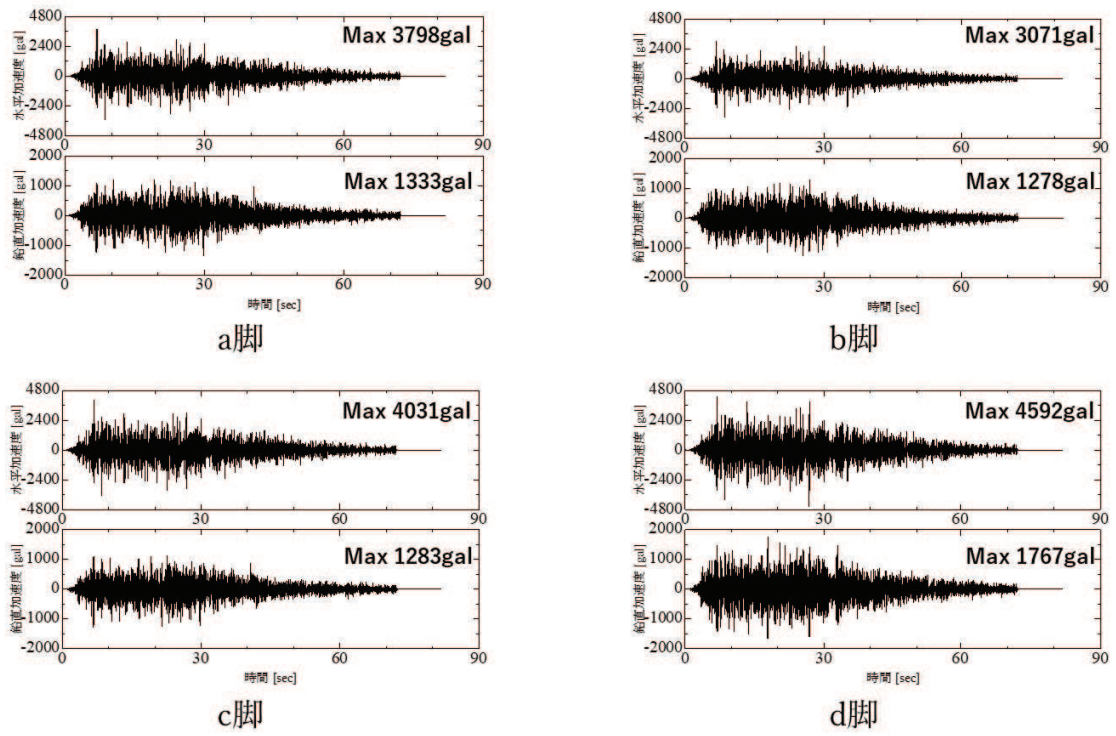 4800
2400
0
-2400
-4800
水平加速度 [gal]
Max 3798gal
0 30 60 90
2000
1000
0
-1000
-2000
鉛直加速度 [gal]
Max 1333gal
0 30 60 90
時間 [sec]
a脚
4800
2400
0
-2400
-4800
水平加速度 [gal]
Max 3071gal
0 30 60 90
2000
1000
0
-1000
-2000
鉛直加速度 [gal]
Max 1278gal
0 30 60 90
時間 [sec]
b脚
4800
2400
0
-2400
-4800
水平加速度 [gal]
Max 4031gal
0 30 60 90
2000
1000
0
-1000
-2000
鉛直加速度 [gal]
Max 1283gal
0 30 60 90
時間 [sec]
c脚
4800
2400
0
-2400
-4800
水平加速度 [gal]
Max 4592gal
0 30 60 90
2000
1000
0
-1000
-2000
鉛直加速度 [gal]
Max 1767gal
0 30 60 90
時間 [sec]
d脚